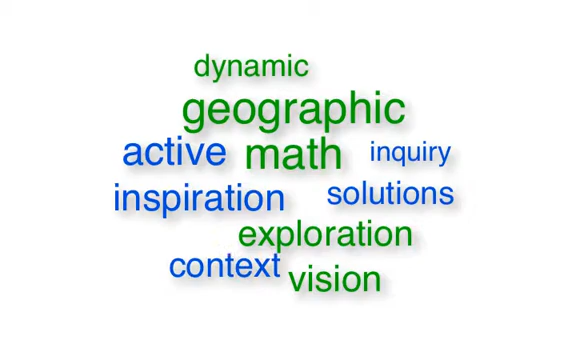 dynamic
geographic
active math inquiry
inspiration solutions
exploration
context vision